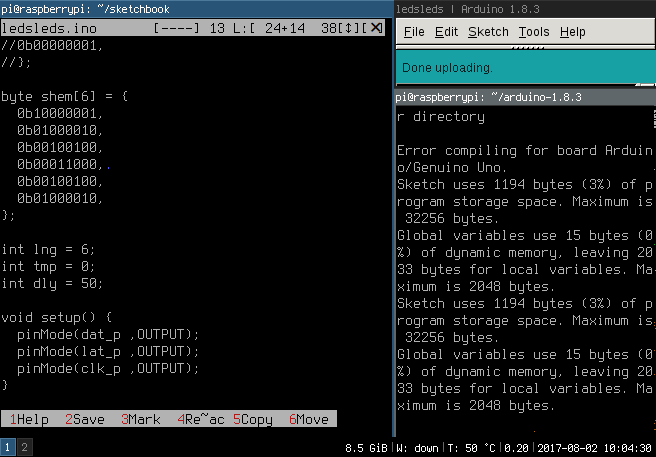 pi@raspberrypi: ~/sketchbook
ledsleds.ino [----] 13 L:[ 24+14 38[↕][X]
//0b00000001,
//};
byte shem[6] = {
0b10000001,
0b01000010,
0b00100100,
0b00011000,
0b00100100,
0b01000010,
};
int lng = 6;
int tmp = 0;
int dly = 50;
void setup() {
pinMode(dat_p ,OUTPUT);
pinMode(lat_p ,OUTPUT);
pinMode(clk_p ,OUTPUT);
}
1Help 2Save 3Mark 4Re~ac 5Copy 6Move
ledsleds | Arduino 1.8.3
File Edit Sketch Tools Help
Done uploading.
pi@raspberrypi: ~/arduino-1.8.3
r directory
Error compiling for board Arduin
o/Genuino Uno.
Sketch uses 1194 bytes (3%) of p
rogram storage space. Maximum is
32256 bytes.
Global variables use 15 bytes (0
%) of dynamic memory, leaving 20
33 bytes for local variables. Ma
ximum is 2048 bytes.
Sketch uses 1194 bytes (3%) of p
rogram storage space. Maximum is
32256 bytes.
Global variables use 15 bytes (0
%) of dynamic memory, leaving 20
33 bytes for local variables. Ma
ximum is 2048 bytes.
1 2
8.5 GiB|W: down|T: 50 °C|0.20|2017-08-02 10:04:30